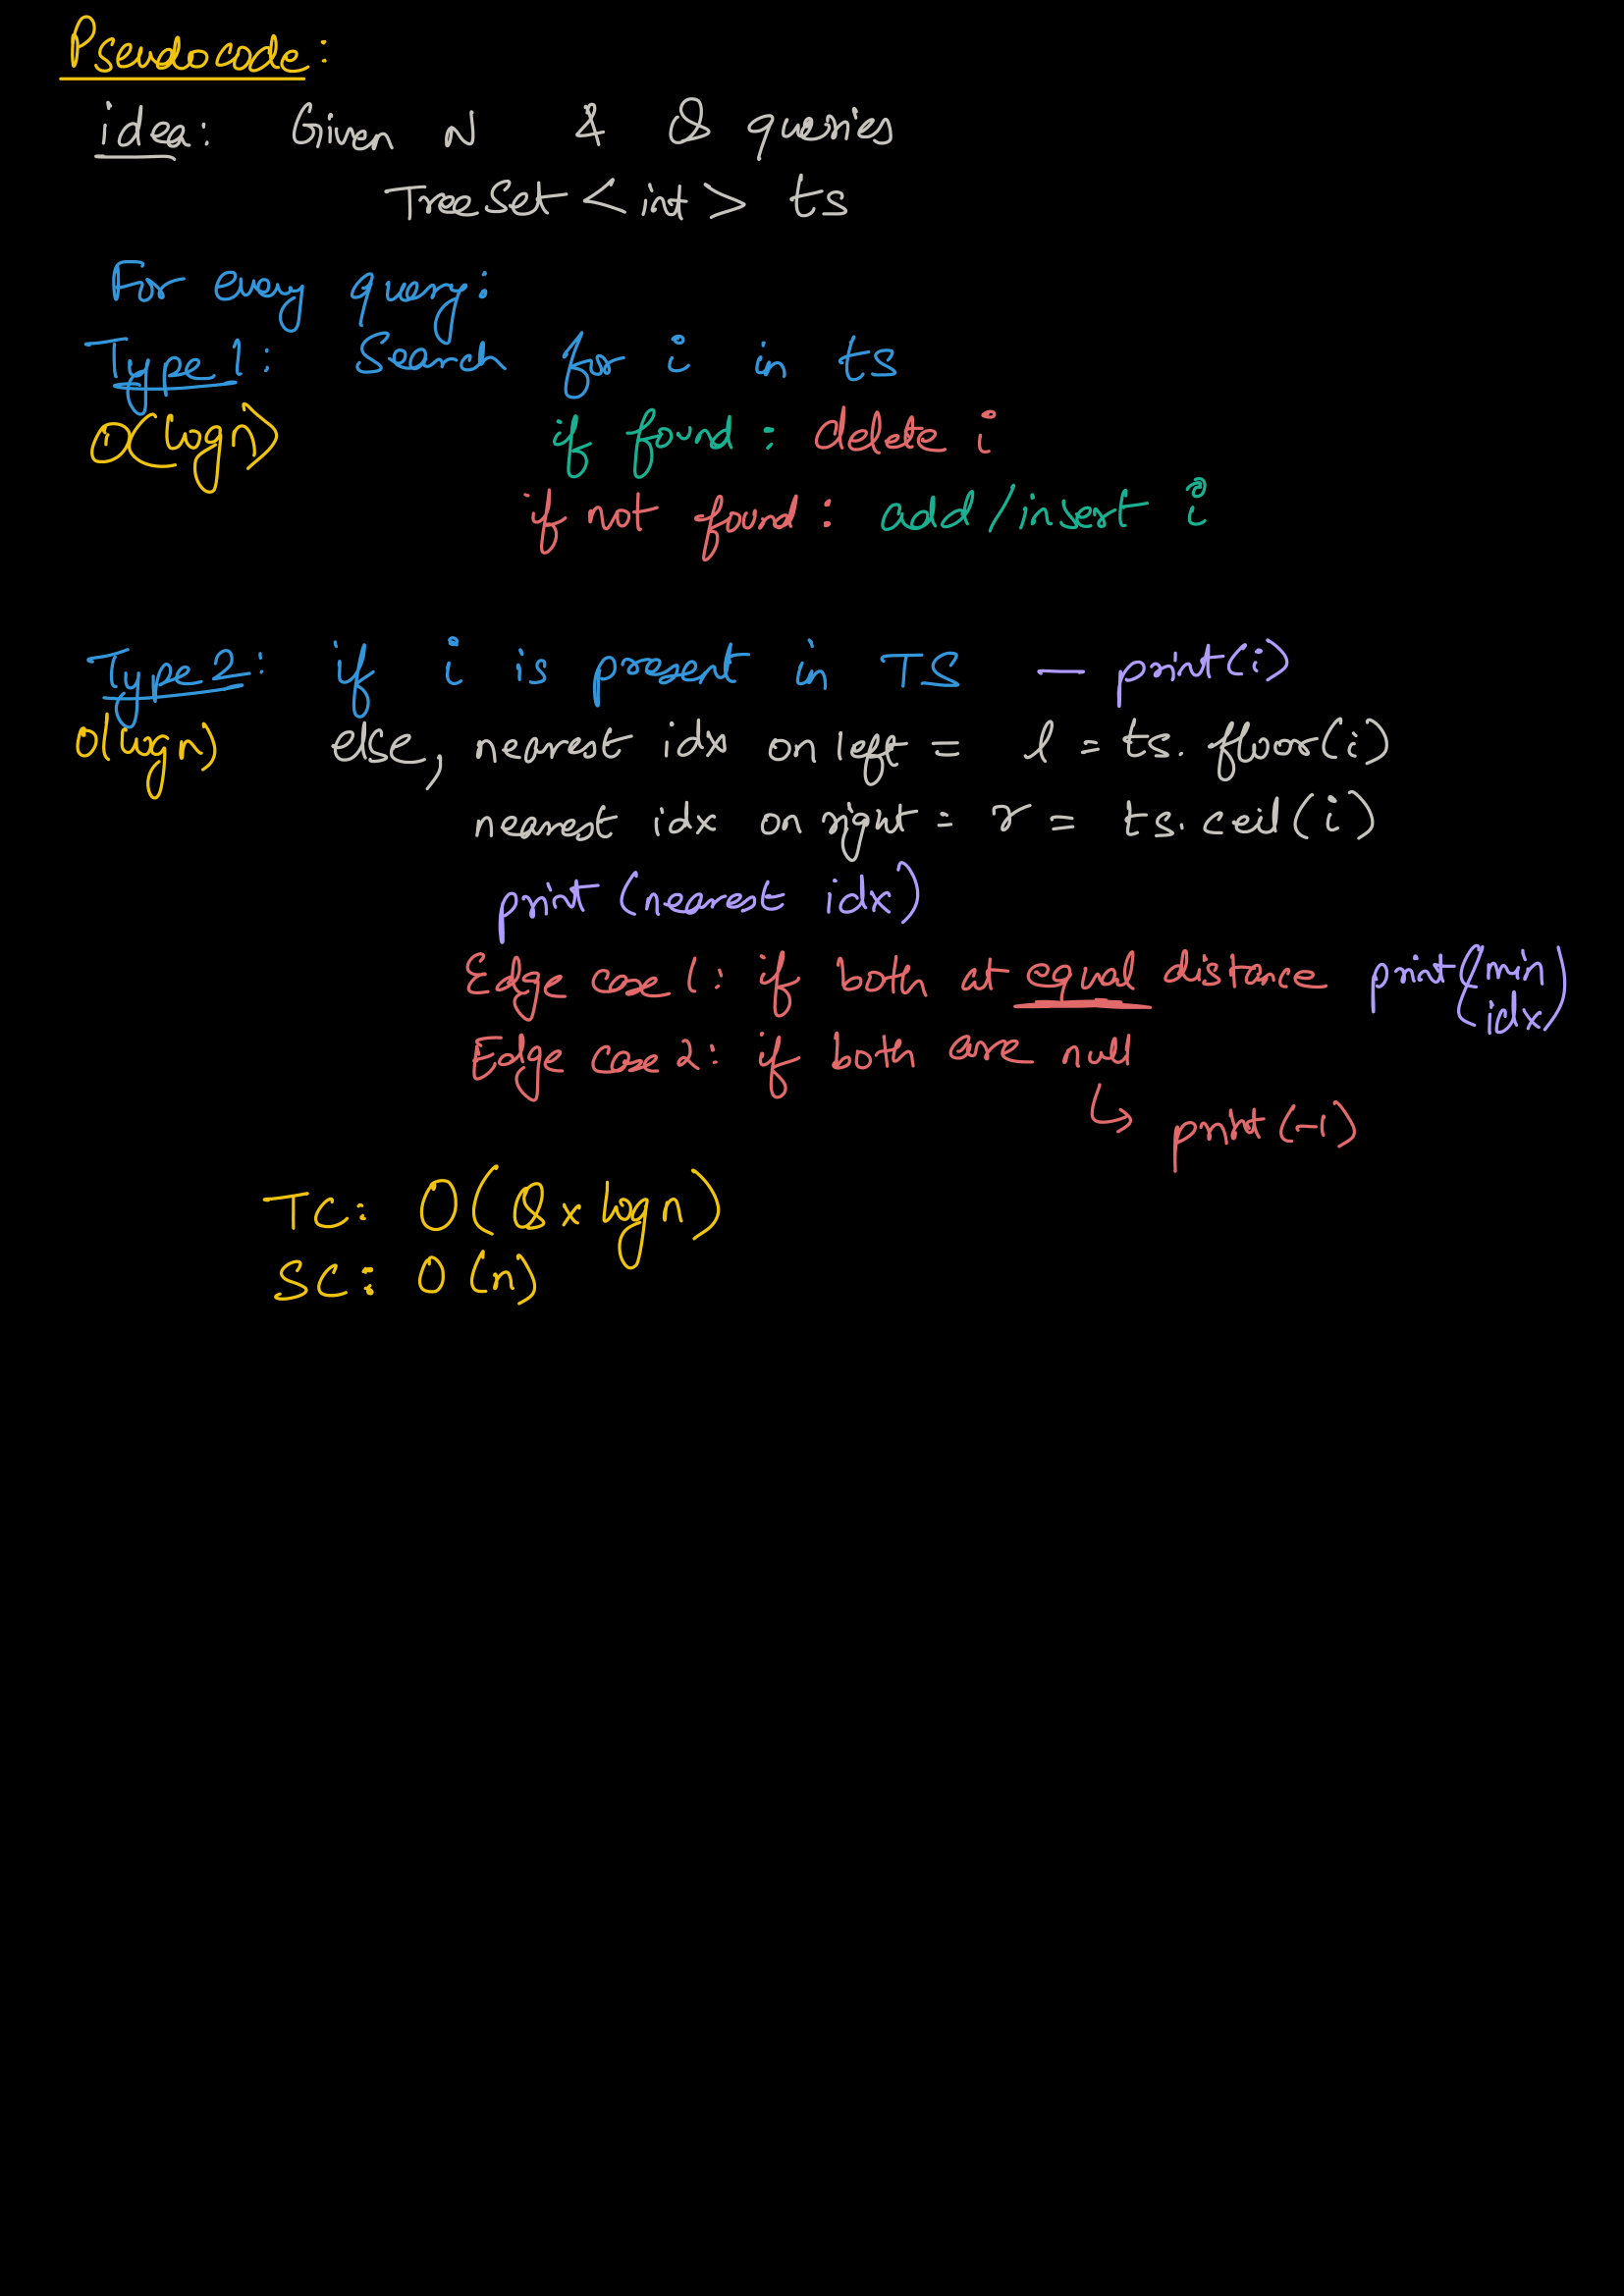 Pseudocode:
idea: Given N & Q queries
TreeSet<int> ts
For every query:
Type 1: Search for i in ts
O(logn) if found: delete i
if not found: add/insert i
Type 2: if i is present in TS — print(i)
O(logn) else, nearest idx on left = l = ts.floor(i)
nearest idx on right = r = ts.ceil(i)
print (nearest idx)
Edge case 1: if both at equal distance print(min
idx)
Edge case 2: if both are null
↳ print(-1)
TC: O(Q x logn)
SC: O(n)